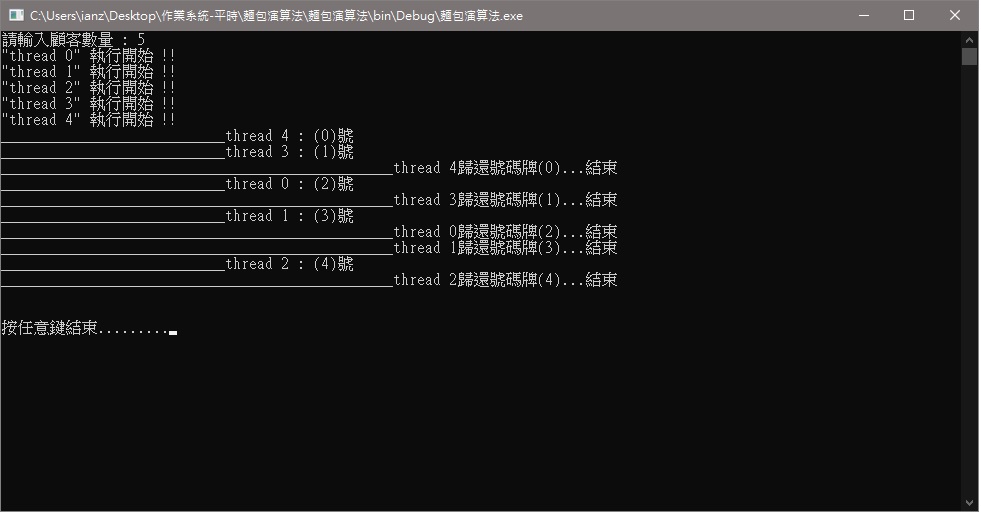 C:\Users\ianz\Desktop\作業系統-平時\麵包演算法\麵包演算法\bin\Debug\麵包演算法.exe
請輸入顧客數量 : 5
"thread 0" 執行開始 !!
"thread 1" 執行開始 !!
"thread 2" 執行開始 !!
"thread 3" 執行開始 !!
"thread 4" 執行開始 !!
____________________________thread 4 : (0)號
____________________________thread 3 : (1)號
_________________________________________________thread 4歸還號碼牌(0)...結束
____________________________thread 0 : (2)號
_________________________________________________thread 3歸還號碼牌(1)...結束
____________________________thread 1 : (3)號
_________________________________________________thread 0歸還號碼牌(2)...結束
_________________________________________________thread 1歸還號碼牌(3)...結束
____________________________thread 2 : (4)號
_________________________________________________thread 2歸還號碼牌(4)...結束
按任意鍵結束.........